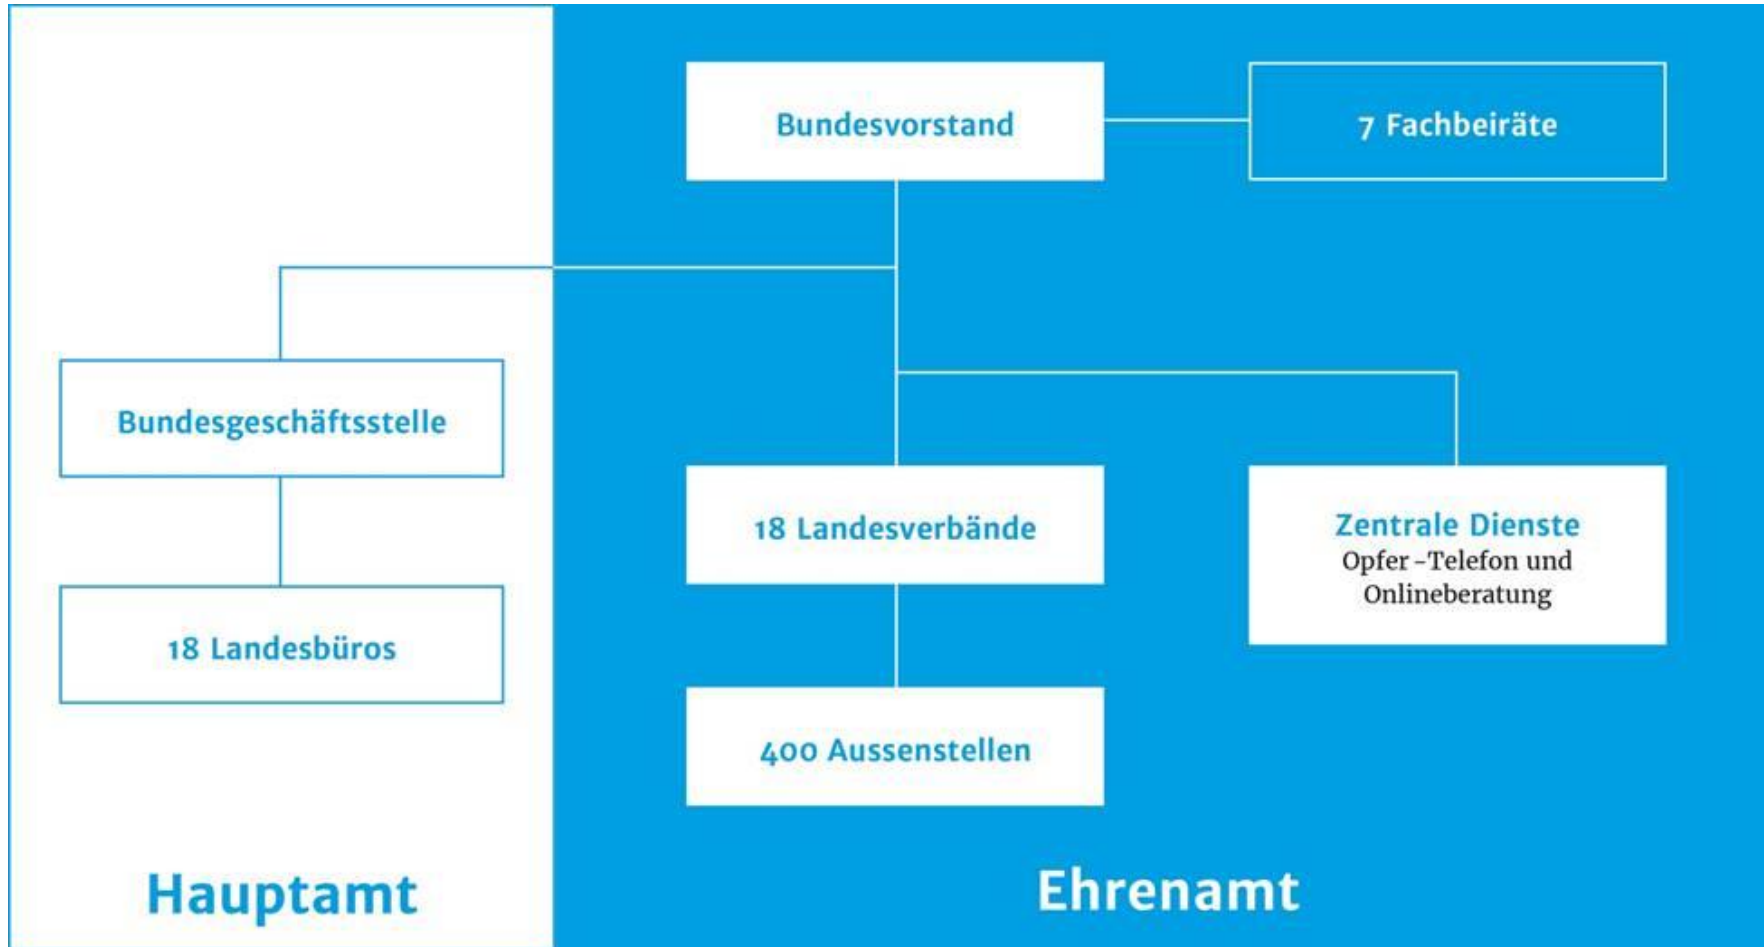 Bundesvorstand
7 Fachbeiräte
Bundesgeschäftsstelle
18 Landesverbände
Zentrale Dienste
Opfer-Telefon und
Onlineberatung
18 Landesbüros
400 Aussenstellen
Hauptamt
Ehrenamt